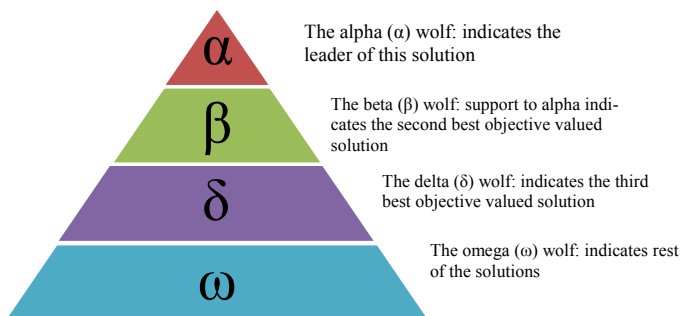 α
The alpha (α) wolf: indicates the
leader of this solution
β
The beta (β) wolf: support to alpha indi-
cates the second best objective valued
solution
δ
The delta (δ) wolf: indicates the third
best objective valued solution
ω
The omega (ω) wolf: indicates rest
of the solutions